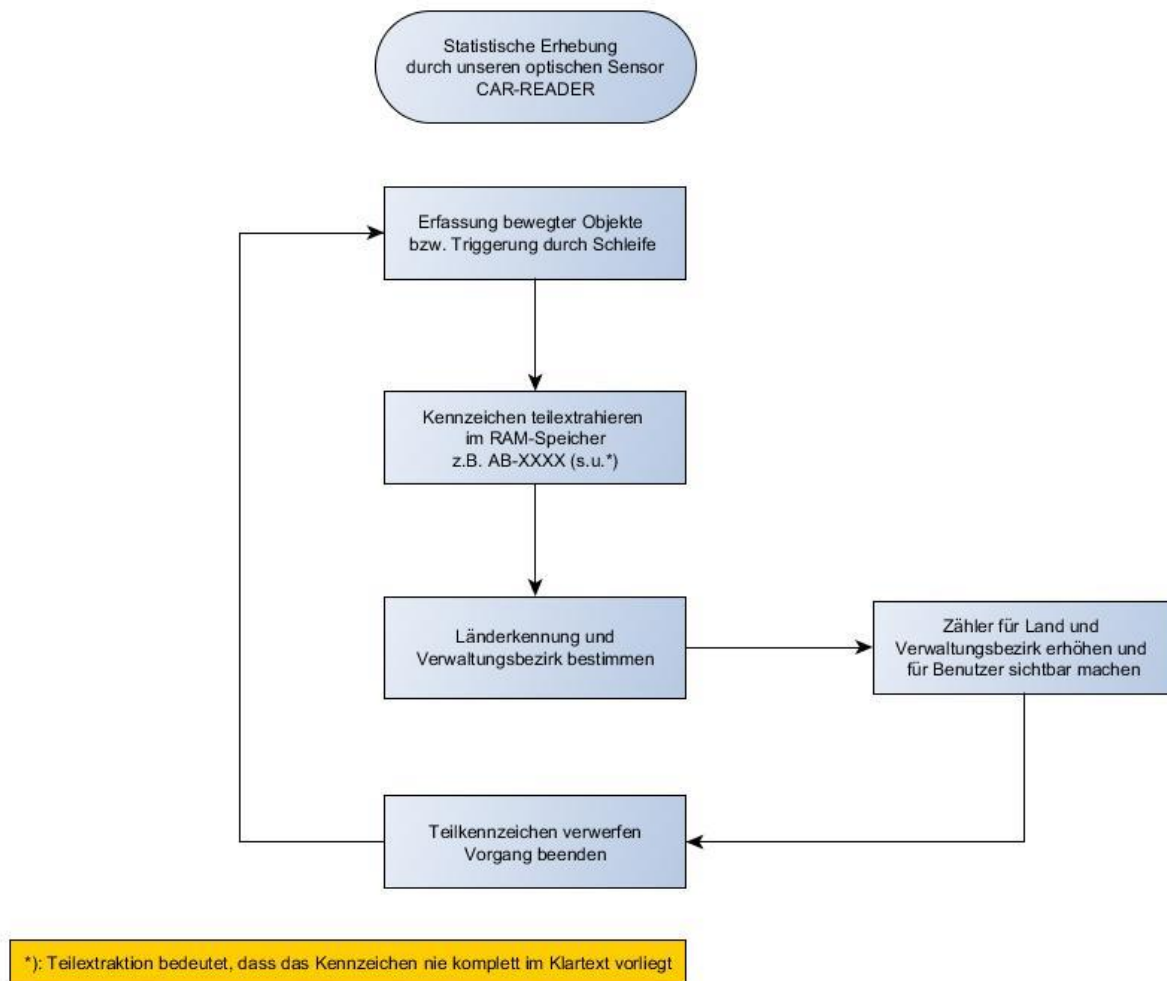 Statistische Erhebung
durch unseren optischen Sensor
CAR-READER
Erfassung bewegter Objekte
bzw. Triggerung durch Schleife
Kennzeichen teilextrahieren
im RAM-Speicher
z.B. AB-XXXX (s.u.*)
Länderkennung und
Verwaltungsbezirk bestimmen
Zähler für Land und
Verwaltungsbezirk erhöhen und
für Benutzer sichtbar machen
Teilkennzeichen verwerfen
Vorgang beenden
*): Teilextraktion bedeutet, dass das Kennzeichen nie komplett im Klartext vorliegt